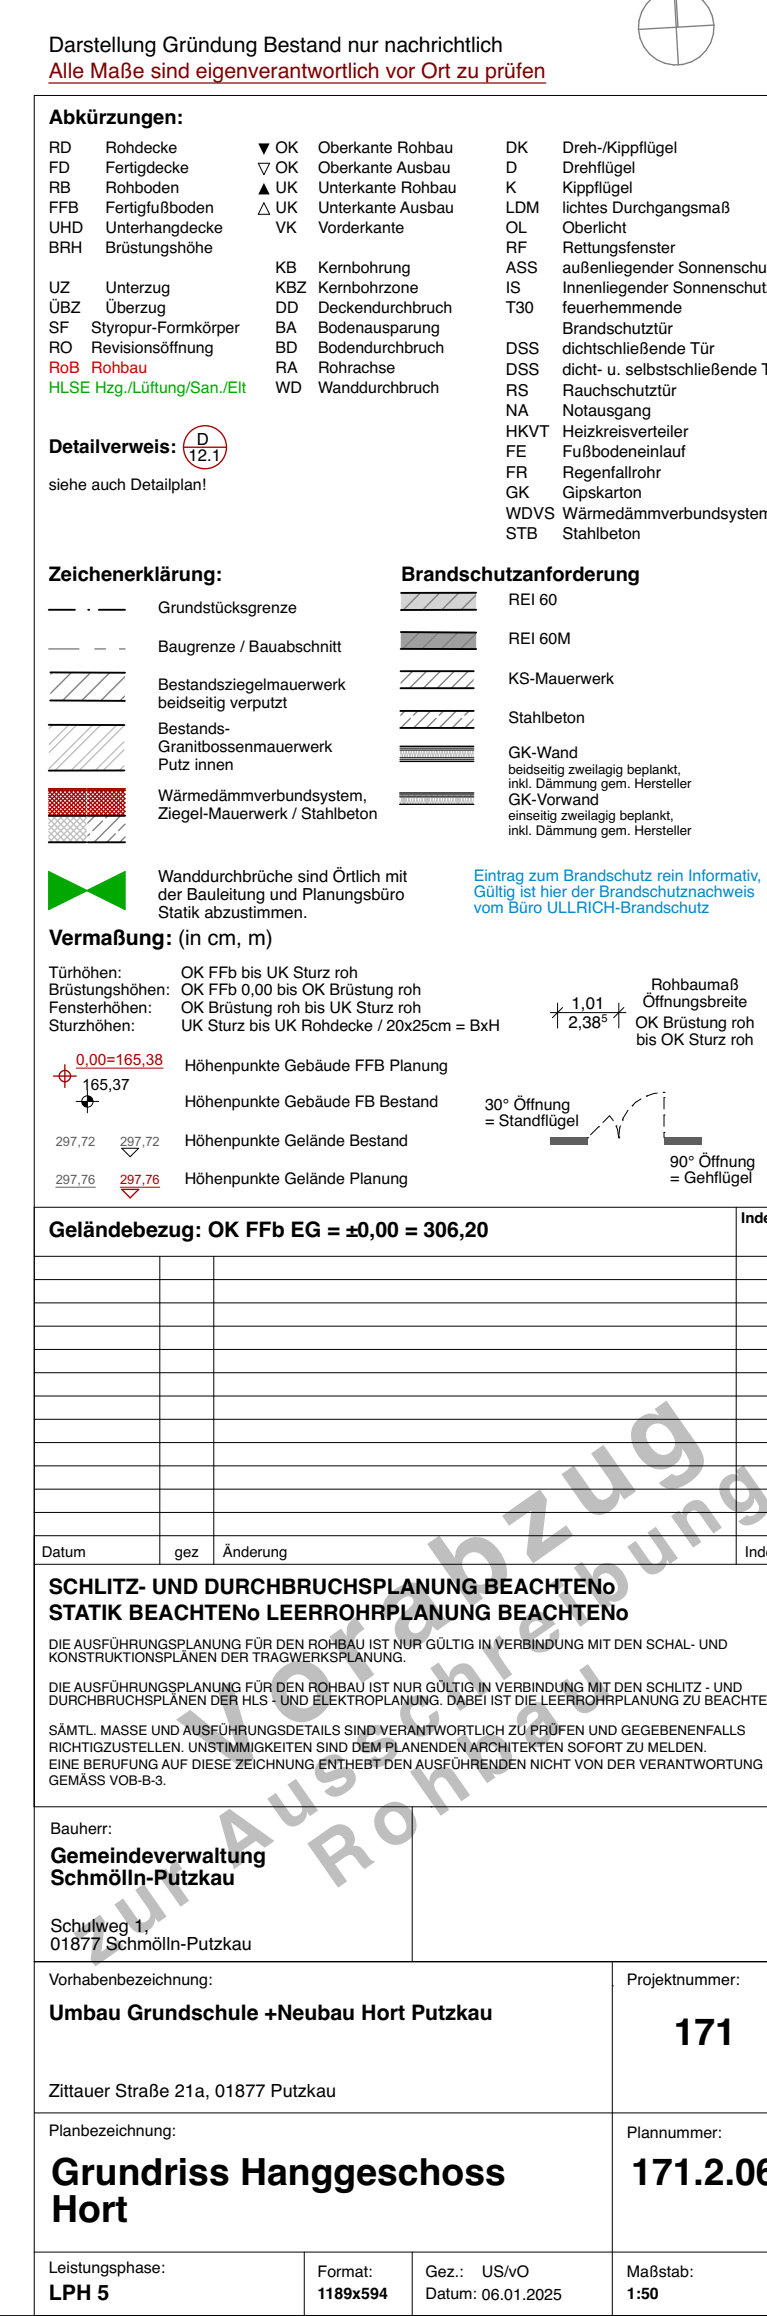 Darstellung Gründung Bestand nur nachrichtlich
Alle Maße sind eigenverantwortlich vor Ort zu prüfen
Abkürzungen:
RD Rohdecke
FD Fertigdecke
RB Rohboden
FFB Fertigfußboden
UHD Unterhangdecke
BRH Brüstungshöhe
UZ Unterzug
ÜBZ Überzug
SF Styropur-Formkörper
RO Revisionsöffnung
RoB Rohbau
HLSE Hzg./Lüftung/San./Elt
▼ OK Oberkante Rohbau
▽ OK Oberkante Ausbau
▲ UK Unterkante Rohbau
△ UK Unterkante Ausbau
VK Vorderkante
KB Kernbohrung
KBZ Kernbohrzone
DD Deckendurchbruch
BA Bodenausparung
BD Bodendurchbruch
RA Rohrachse
WD Wanddurchbruch
DK Dreh-/Kippflügel
D Drehflügel
K Kippflügel
LDM lichtes Durchgangsmaß
OL Oberlicht
RF Rettungsfenster
ASS außenliegender Sonnenschu
IS Innenliegender Sonnenschut
T30 feuerhemmende
Brandschutztür
DSS dichtschließende Tür
DSS dicht- u. selbstschließende T
RS Rauchschutztür
NA Notausgang
HKVT Heizkreisverteiler
FE Fußbodeneinlauf
FR Regenfallrohr
GK Gipskarton
WDVS Wärmedämmverbundsystem
STB Stahlbeton
Detailverweis: D
12.1
siehe auch Detailplan!
Zeichenerklärung:
Grundstücksgrenze
Baugrenze / Bauabschnitt
Bestandsziegelmauerwerk
beidseitig verputzt
Bestands-
Granitbossenmauerwerk
Putz innen
Wärmedämmverbundsystem,
Ziegel-Mauerwerk / Stahlbeton
Wanddurchbrüche sind Örtlich mit
der Bauleitung und Planungsbüro
Statik abzustimmen.
Brandschutzanforderung
REI 60
REI 60M
KS-Mauerwerk
Stahlbeton
GK-Wand
beidseitig zweilagig beplankt,
inkl. Dämmung gem. Hersteller
GK-Vorwand
einseitig zweilagig beplankt,
inkl. Dämmung gem. Hersteller
Eintrag zum Brandschutz rein Informativ,
Gültig ist hier der Brandschutznachweis
vom Büro ULLRICH-Brandschutz
Vermaßung: (in cm, m)
Türhöhen: OK FFb bis UK Sturz roh
Brüstungshöhen: OK FFB 0,00 bis OK Brüstung roh
Fensterhöhen: OK Brüstung roh bis UK Sturz roh
Sturzhöhen: UK Sturz bis UK Rohdecke / 20x25cm = BxH
1,01
2,38⁵
Rohbaumaß
Öffnungsbreite
OK Brüstung roh
bis OK Sturz roh
0,00=165,38 Höhenpunkte Gebäude FFB Planung
165,37 Höhenpunkte Gebäude FB Bestand
297,72 297,72 Höhenpunkte Gelände Bestand
297,76 297,76 Höhenpunkte Gelände Planung
30° Öffnung
= Standflügel
90° Öffnung
= Gehflügel
Geländebezug: OK FFb EG = ±0,00 = 306,20 Inde
Datum gez Änderung Inde
SCHLITZ- UND DURCHBRUCHSPLANUNG BEACHTENo
STATIK BEACHTENo LEERROHRPLANUNG BEACHTENo
DIE AUSFÜHRUNGSPLANUNG FÜR DEN ROHBAU IST NUR GÜLTIG IN VERBINDUNG MIT DEN SCHAL- UND
KONSTRUKTIONSPLÄNEN DER TRAGWERKSPLANUNG.
DIE AUSFÜHRUNGSPLANUNG FÜR DEN ROHBAU IST NUR GÜLTIG IN VERBINDUNG MIT DEN SCHLITZ - UND
DURCHBRUCHSPLÄNEN DER HLS - UND ELEKTROPLANUNG. DABEI IST DIE LEERROHRPLANUNG ZU BEACHTE
SÄMTL. MASSE UND AUSFÜHRUNGSDETAILS SIND VERANTWORTLICH ZU PRÜFEN UND GEGEBENENFALLS
RICHTIGZUSTELLEN. UNSTIMMIGKEITEN SIND DEM PLANENDEN ARCHITEKTEN SOFORT ZU MELDEN.
EINE BERUFUNG AUF DIESE ZEICHNUNG ENTHEBT DEN AUSFÜHRENDEN NICHT VON DER VERANTWORTUNG
GEMÄSS VOB-B-3.
Vorabzug
zur Ausschreibung
Rohbau
Bauherr:
Gemeindeverwaltung
Schmölln-Putzkau
Schulweg 1,
01877 Schmölln-Putzkau
Vorhabenbezeichnung:
Umbau Grundschule +Neubau Hort Putzkau
Zittauer Straße 21a, 01877 Putzkau
Projektnummer:
171
Planbezeichnung:
Grundriss Hanggeschoss
Hort
Plannummer:
171.2.06
Leistungsphase:
LPH 5
Format:
1189x594
Gez.: US/vO
Datum: 06.01.2025
Maßstab:
1:50